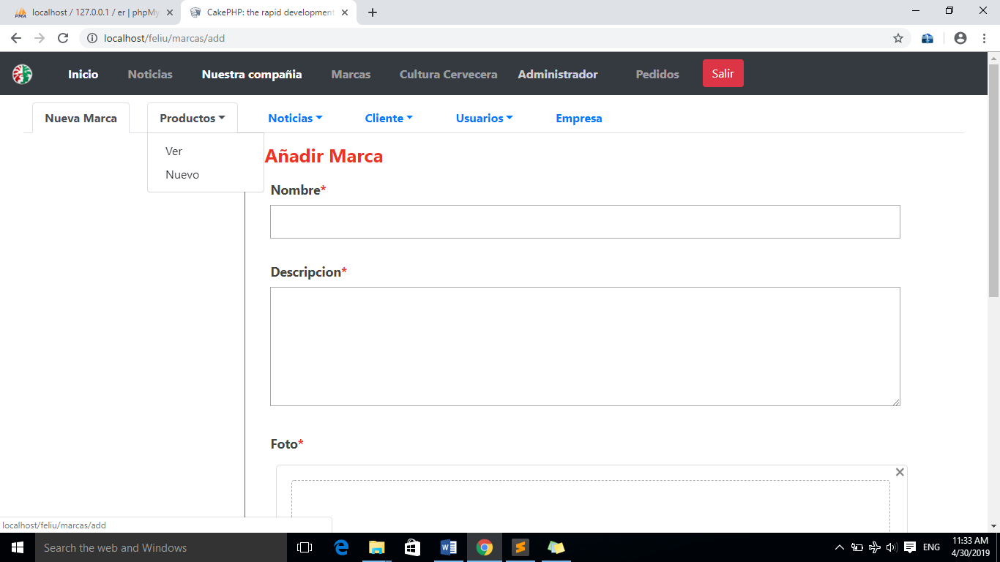 localhost / 127.0.0.1 / er | phpMy
CakePHP: the rapid development
localhost/feliu/marcas/add
Inicio
Noticias
Nuestra compañia
Marcas
Cultura Cervecera
Administrador
Pedidos
Salir
Nueva Marca
Productos
Noticias
Cliente
Usuarios
Empresa
Ver
Nuevo
Añadir Marca
Nombre*
Descripcion*
Foto*
localhost/feliu/marcas/add
Search the web and Windows
ENG
11:33 AM
4/30/2019